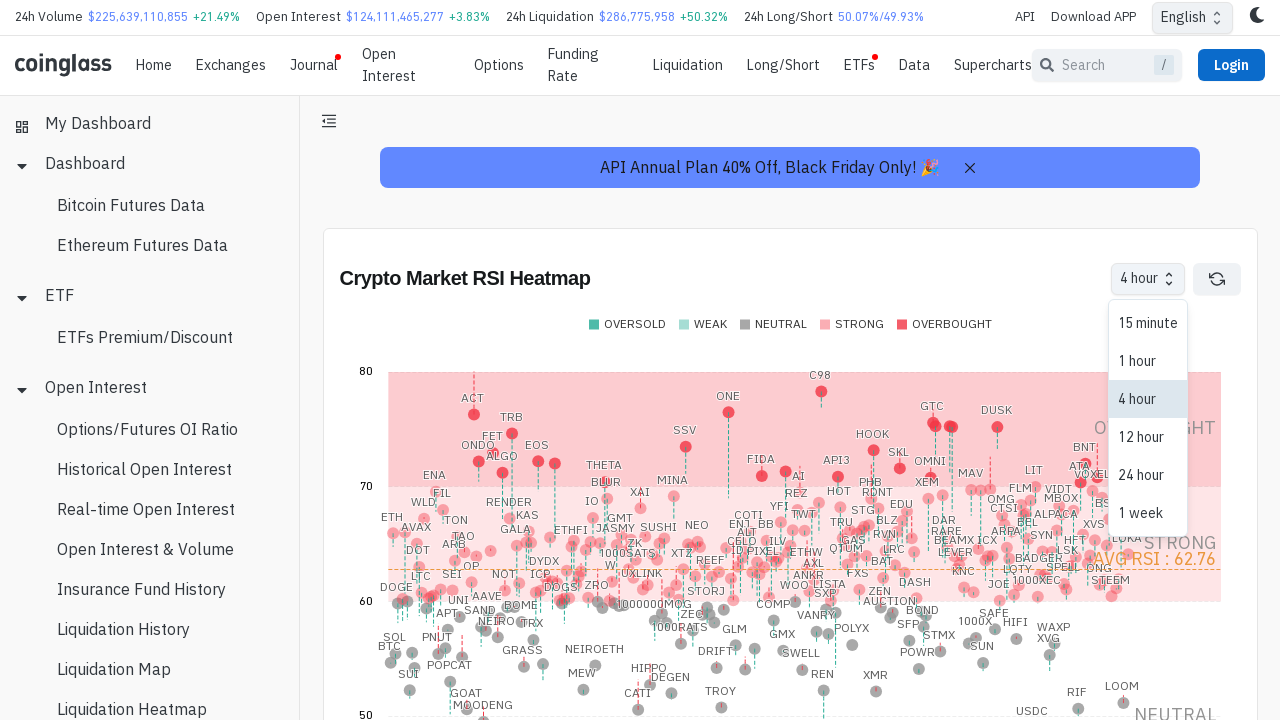 24h Volume $225,639,110,855 +21.49% Open Interest $124,111,465,277 +3.83% 24h Liquidation $286,775,958 +50.32% 24h Long/Short 50.07%/49.93% API Download APP English
coinglass Home Exchanges Journal Open Interest Options Funding Rate Liquidation Long/Short ETFs Data Supercharts Search / Login
My Dashboard
Dashboard
Bitcoin Futures Data
Ethereum Futures Data
ETF
ETFs Premium/Discount
Open Interest
Options/Futures OI Ratio
Historical Open Interest
Real-time Open Interest
Open Interest & Volume
Insurance Fund History
Liquidation History
Liquidation Map
Liquidation Heatmap
API Annual Plan 40% Off, Black Friday Only! 🎉
Crypto Market RSI Heatmap
4 hour
15 minute
1 hour
4 hour
12 hour
24 hour
1 week
OVERSOLD WEAK NEUTRAL STRONG OVERBOUGHT
80
C98
ACT ONE GTC DUSK
TRB
SSV HOOK
FET
ONDO EOS BNT
ALGO FIDA API3 SKL OMNI
THETA ATA
70
ENA BLUR MINA AI PHB XEM MAV LIT VOXEL
FIL XAI REZ HOT RDNT FLM VIDT
WLD RENDER IO YFI EDU OMG MBOX
ETH TON KAS GMT COTI TWT STG CTSI ALPACA
AVAX GALA ETHFI JASMY SUSHI NEO ENJ BB TRU BLZ DAR BEL XVS
TAO ZK CELO ILV GAS RVN RARE ARPA SYN HFT
DOT ARB 1000SATS XTZ ID PIXEL ETHW QTUM LRC BEAMX ICX LSK STRONG
OP DYDX W REEF AXL BAT LEVER BADGER AVG RSI : 62.76
LTC SEI NOT ICP UXLINK ANKR FXS KNC LQTY SPELL ONG
DOGE DOGS ZRO STORJ WOO LISTA ZEN DASH JOE 1000XEC STEEM
UNI AAVE SXP
60
APT SAND BOME 1000000MOG ZEC COMP AUCTION BOND SAFE
NEIRO TRX 1000RATS GLM VANRY SFP 1000X HIFI
SOL PNUT GMX POLYX STMX WAXP
BTC GRASS NEIROETH DRIFT SWELL POWR SUN XVG
SUI POPCAT MEW HIPPO REN XMR
GOAT CATI DEGEN TROY RIF LOOM
MOODENG USDC
50
NEUTRAL